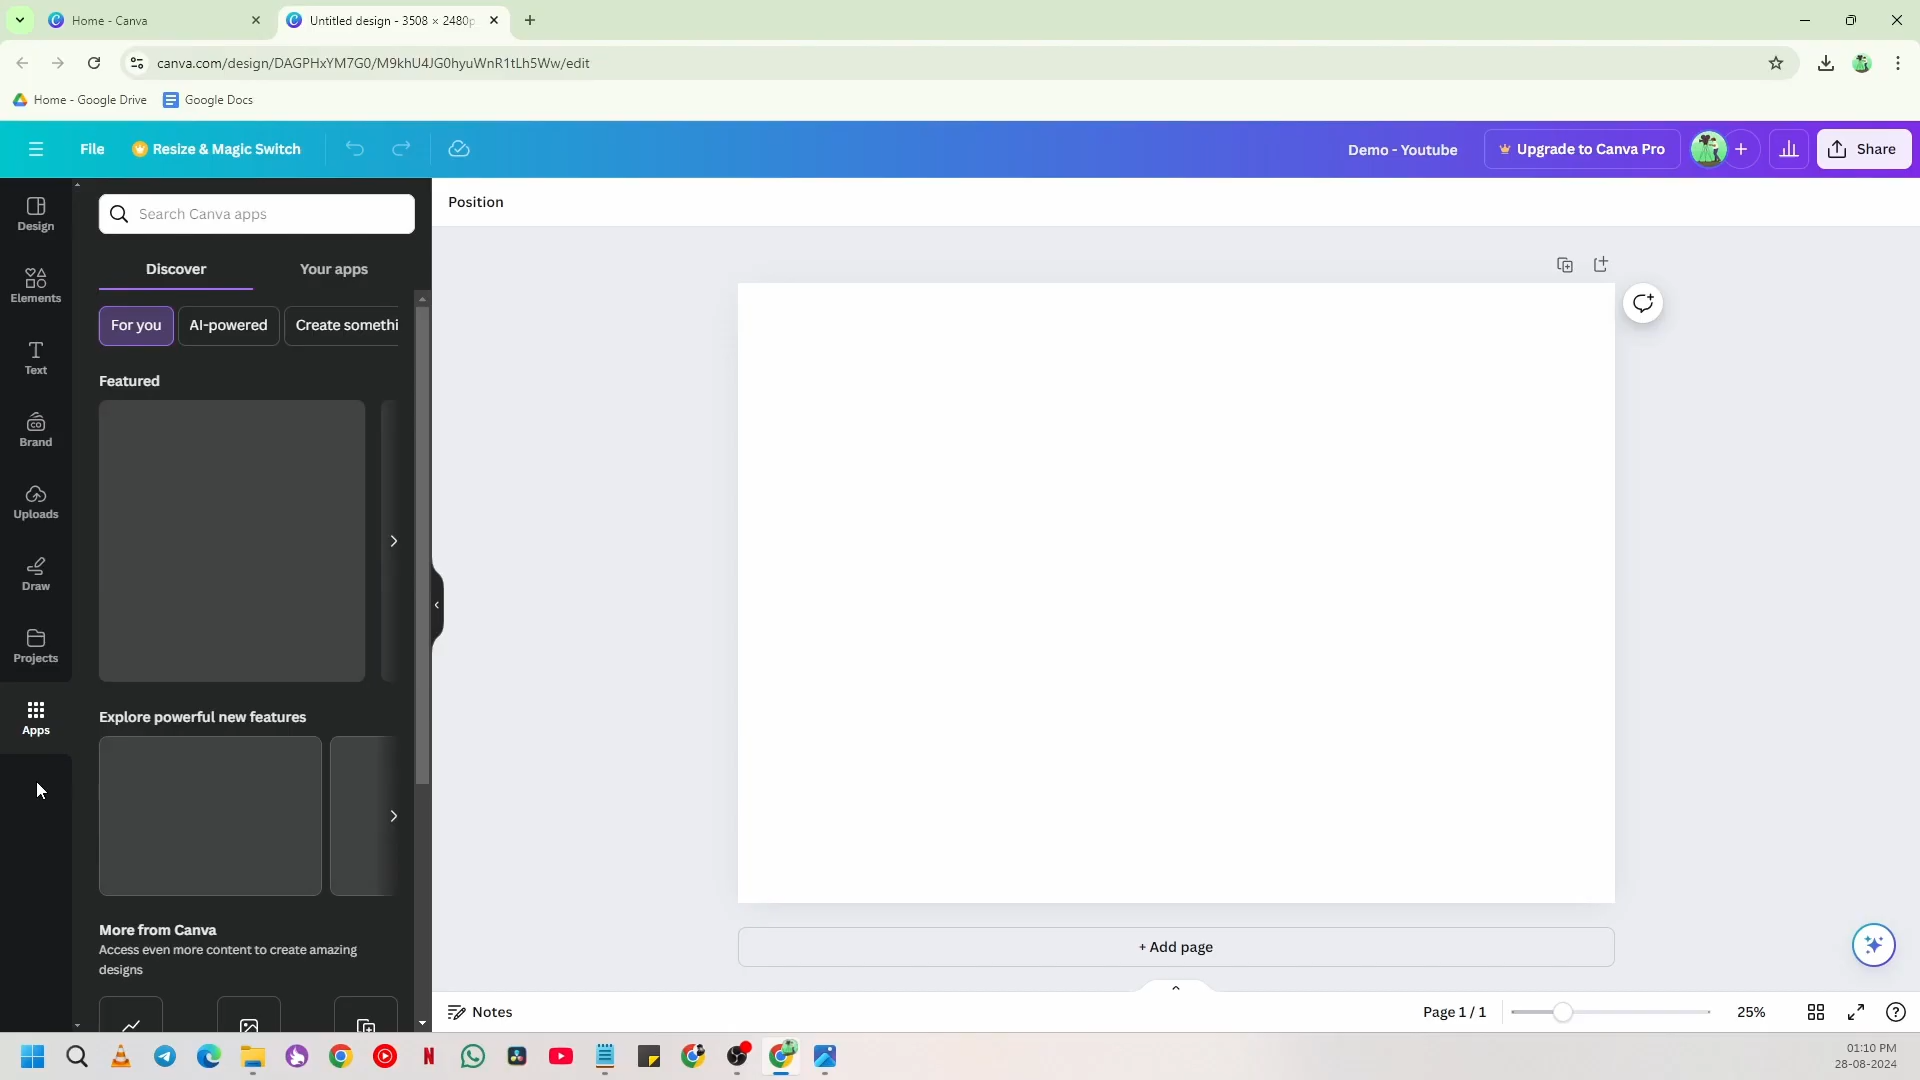 Home - Canva
Untitled design - 3508 × 2480p
canva.com/design/DAGPHxYM7G0/M9khU4JG0hyuWnR1tLh5Ww/edit
Home - Google Drive
Google Docs
File
Resize & Magic Switch
Demo - Youtube
Upgrade to Canva Pro
Share
Design
Elements
Text
Brand
Uploads
Draw
Projects
Apps
Search Canva apps
Discover
Your apps
For you
AI-powered
Create somethi
Featured
Explore powerful new features
More from Canva
Access even more content to create amazing
designs
Position
+ Add page
Notes
Page 1 / 1
25%
01:10 PM
28-08-2024